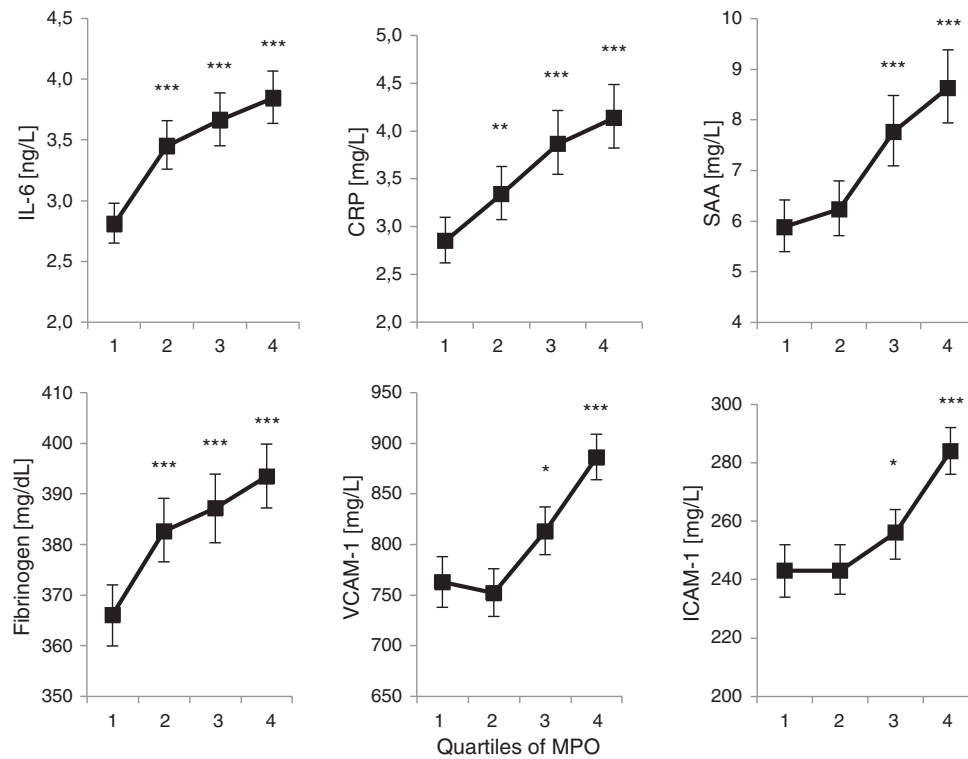 IL-6 [ng/L]
4,5
4,0
3,5
3,0
2,5
2,0
*** *** ***
1 2 3 4
CRP [mg/L]
5,0
4,5
4,0
3,5
3,0
2,5
2,0
** *** ***
1 2 3 4
SAA [mg/L]
10
9
8
7
6
5
4
*** ***
1 2 3 4
Fibrinogen [mg/dL]
410
400
390
380
370
360
350
*** *** ***
1 2 3 4
VCAM-1 [mg/L]
950
900
850
800
750
700
650
* ***
1 2 3 4
Quartiles of MPO
ICAM-1 [mg/L]
300
280
260
240
220
200
* ***
1 2 3 4